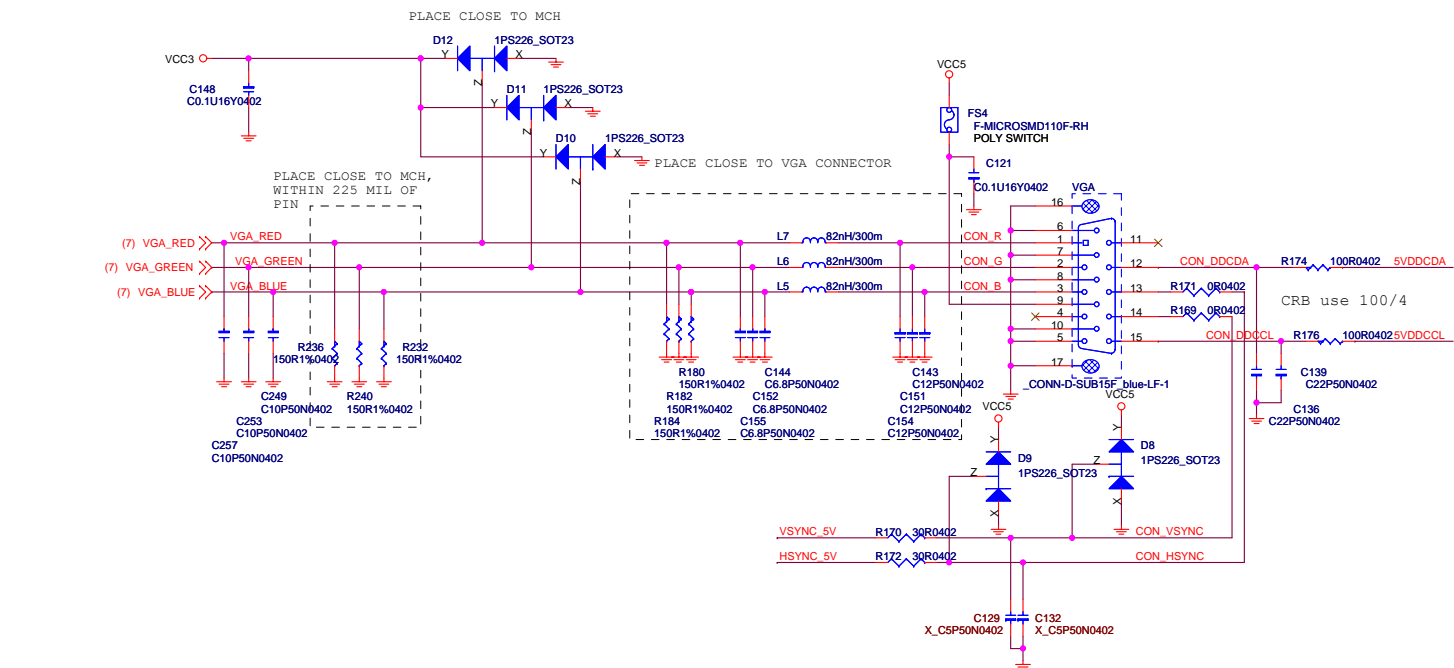 PLACE CLOSE TO MCH
D12
1PS226_SOT23
Y
X
Z
VCC3
C148
C0.1U16Y0402
D11
1PS226_SOT23
Y
X
Z
D10
1PS226_SOT23
Y
X
Z
VCC5
FS4
F-MICROSMD110F-RH
POLY SWITCH
C121
C0.1U16Y0402
PLACE CLOSE TO VGA CONNECTOR
PLACE CLOSE TO MCH,
WITHIN 225 MIL OF
PIN
VGA
16
6
1
7
2
8
3
9
4
10
5
17
11
12
13
14
15
(7) VGA_RED
VGA_RED
L7
82nH/300m
CON_R
(7) VGA_GREEN
VGA_GREEN
L6
82nH/300m
CON_G
(7) VGA_BLUE
VGA_BLUE
L5
82nH/300m
CON_B
CON_DDCDA
R174
100R0402
5VDDCDA
R171
0R0402
CRB use 100/4
R169
0R0402
CON_DDCCL
R176
100R0402
5VDDCCL
R236
150R1%0402
R232
150R1%0402
R240
150R1%0402
C249
C10P50N0402
C253
C10P50N0402
C257
C10P50N0402
R180
150R1%0402
R182
150R1%0402
R184
150R1%0402
C144
C6.8P50N0402
C152
C6.8P50N0402
C155
C6.8P50N0402
C143
C12P50N0402
C151
C12P50N0402
C154
C12P50N0402
_CONN-D-SUB15F_blue-LF-1
C139
C22P50N0402
C136
C22P50N0402
VCC5
Y
D9
Z
1PS226_SOT23
X
VCC5
Y
D8
Z
1PS226_SOT23
X
VSYNC_5V
R170
30R0402
CON_VSYNC
HSYNC_5V
R172
30R0402
CON_HSYNC
C129
X_C5P50N0402
C132
X_C5P50N0402